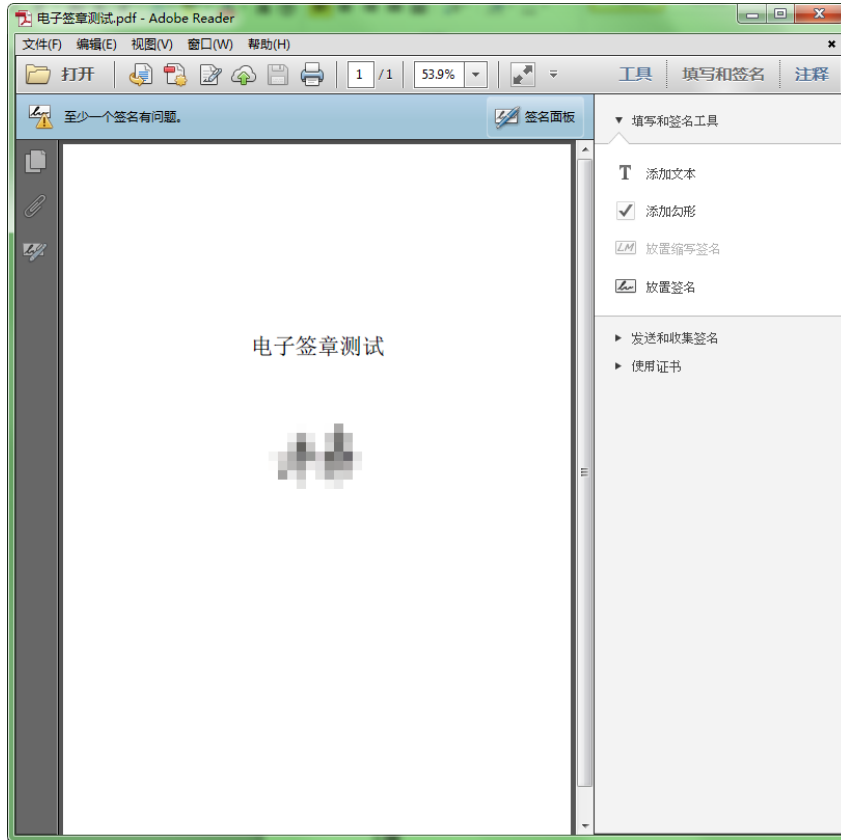 电子签章测试.pdf - Adobe Reader
文件(F) 编辑(E) 视图(V) 窗口(W) 帮助(H)
打开 1 /1 53.9% 工具 填写和签名 注释
至少一个签名有问题。 签名面板
▼ 填写和签名工具
T 添加文本
添加勾形
LM 放置缩写签名
放置签名
▶ 发送和收集签名
▶ 使用证书
电子签章测试